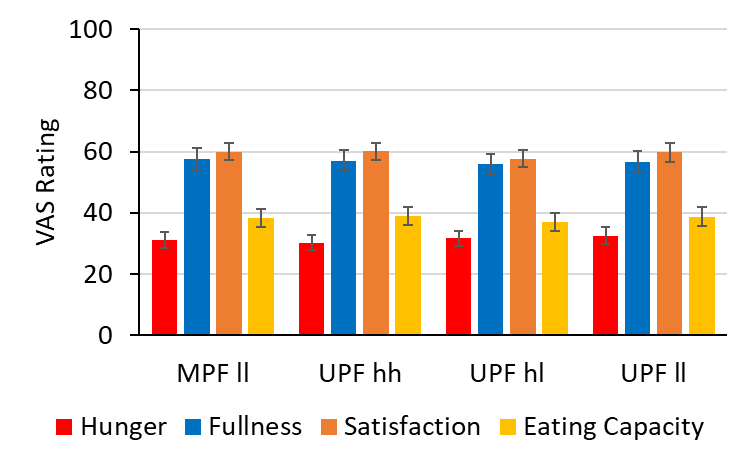 100
80
60
40
20
0
VAS Rating
MPF ll UPF hh UPF hl UPF ll
Hunger Fullness Satisfaction Eating Capacity